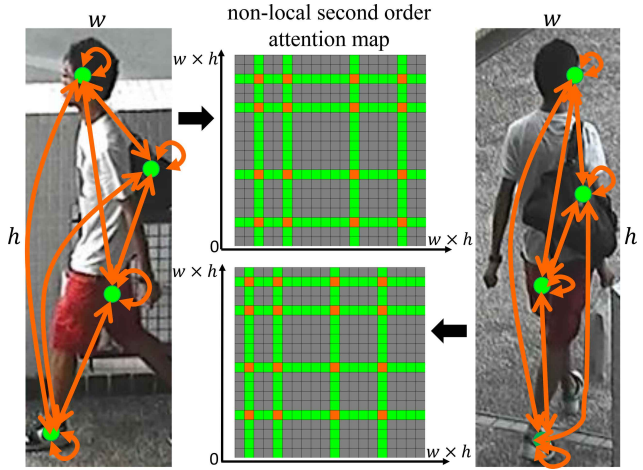 w
non-local second order
attention map
w
w × h
h
0
w × h
w × h
h
0
w × h